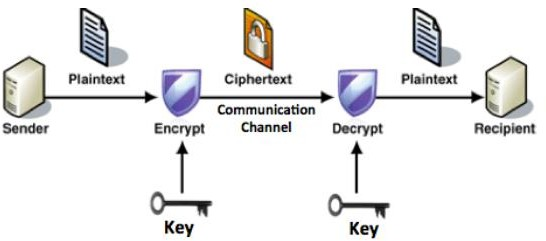 Plaintext
Ciphertext
Plaintext
Communication
Channel
Sender
Encrypt
Decrypt
Recipient
Key
Key